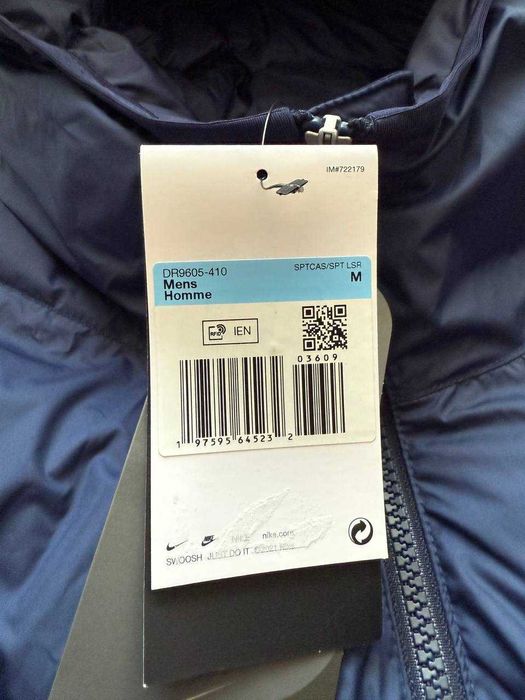 IM#722179
DR9605-410 SPTCAS/SPT LSR
Mens M
Homme
RFID IEN
03609
1 97595 64523 2
NIKE nike.com
SWOOSH JUST DO IT ©2021 Nike